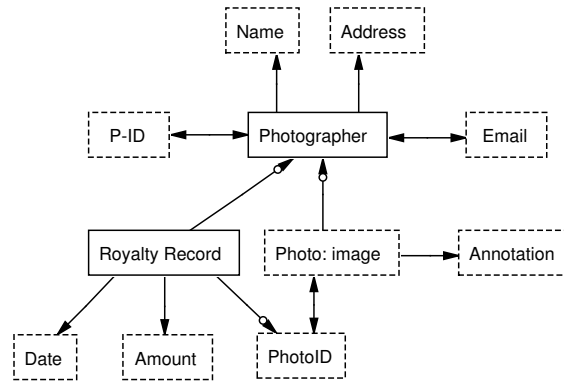 Name
Address
P-ID
Photographer
Email
Royalty Record
Photo: image
Annotation
Date
Amount
PhotoID